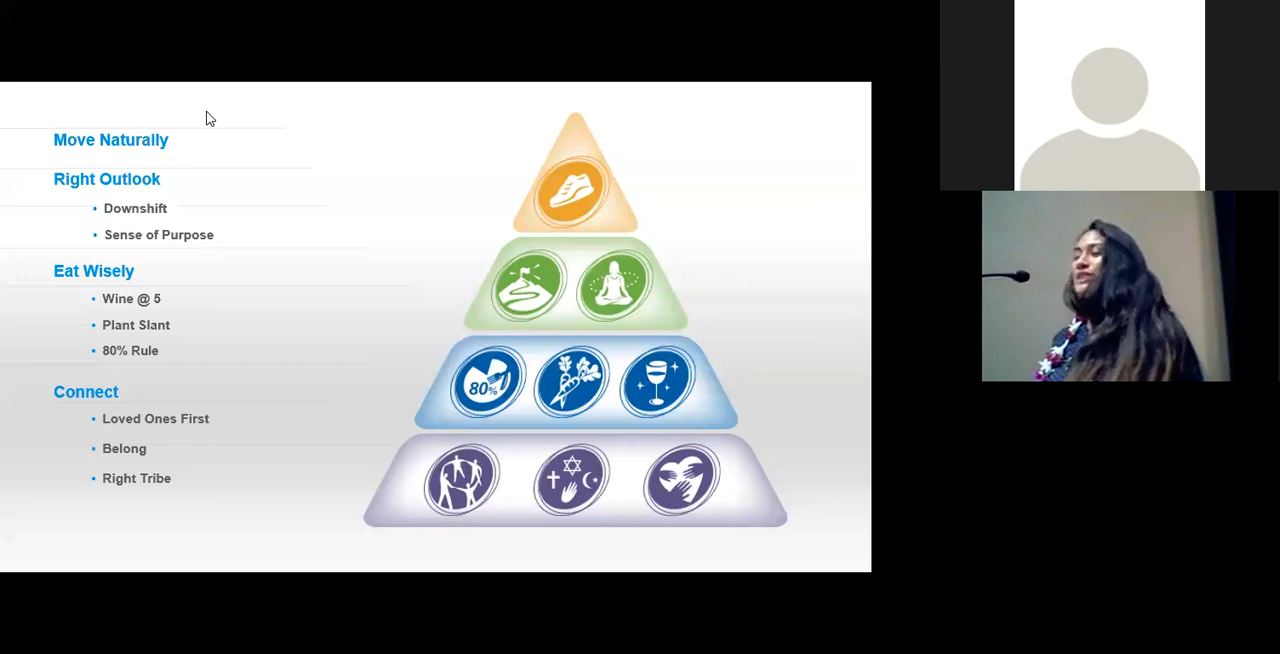 Move Naturally
Right Outlook
• Downshift
• Sense of Purpose
Eat Wisely
• Wine @ 5
• Plant Slant
• 80% Rule
Connect
• Loved Ones First
• Belong
• Right Tribe
80%